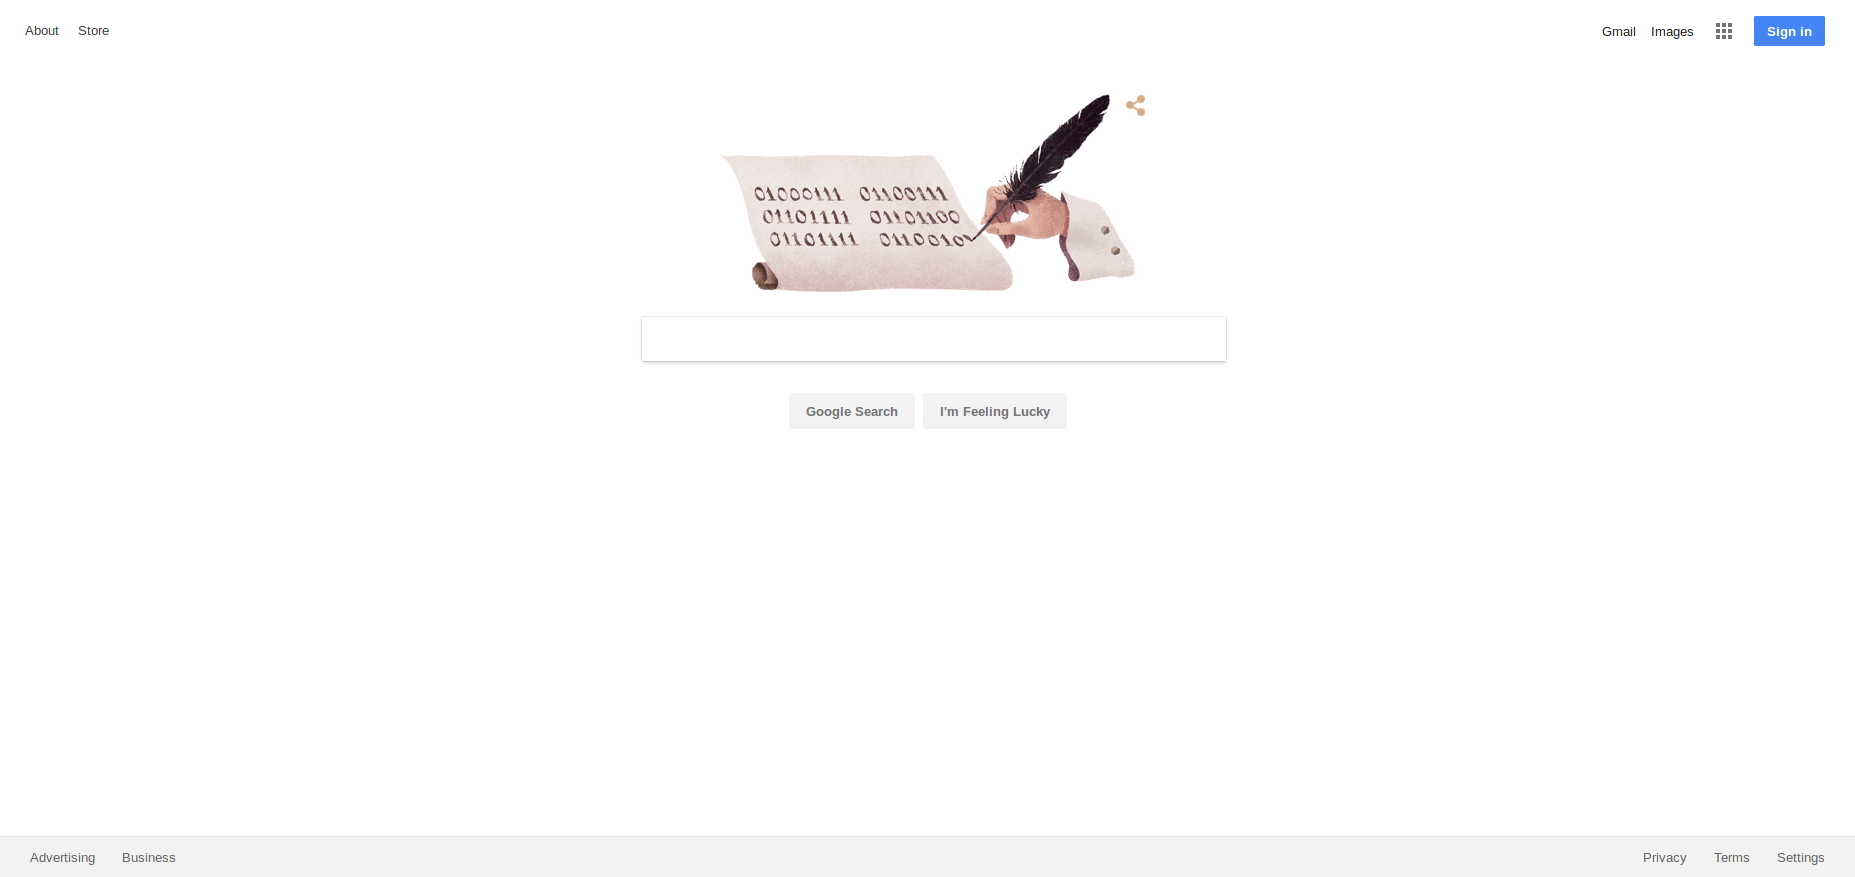 About Store
Gmail Images Sign in
01000111 01100111
01101111 01101100
01101111 0110010
Google Search I'm Feeling Lucky
Advertising Business
Privacy Terms Settings